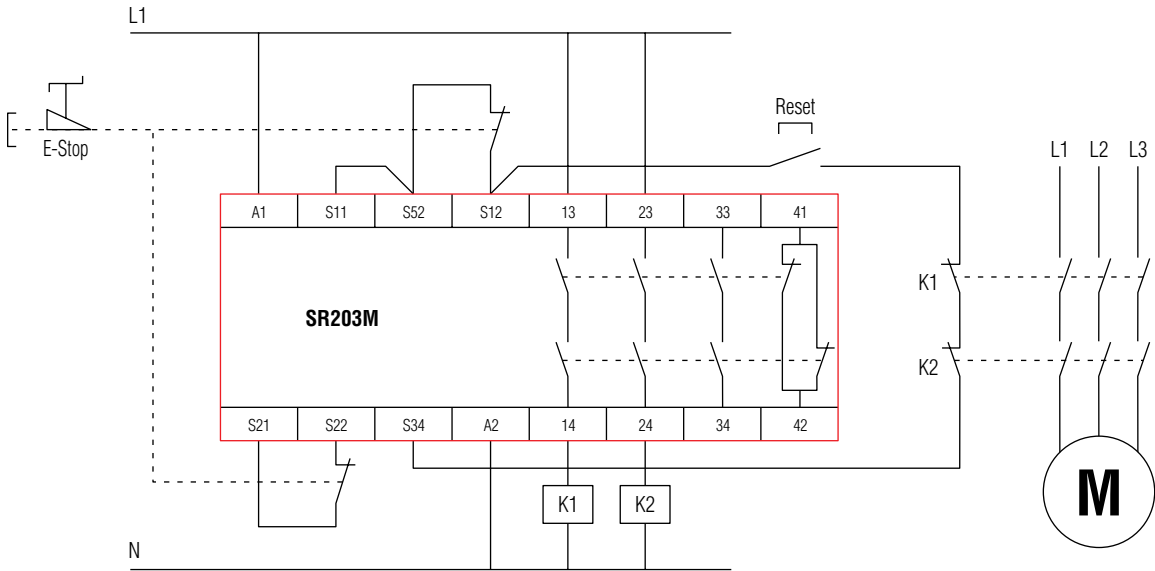 L1
E-Stop
Reset
L1 L2 L3
A1 S11 S52 S12 13 23 33 41
SR203M
K1
K2
S21 S22 S34 A2 14 24 34 42
K1 K2
M
N